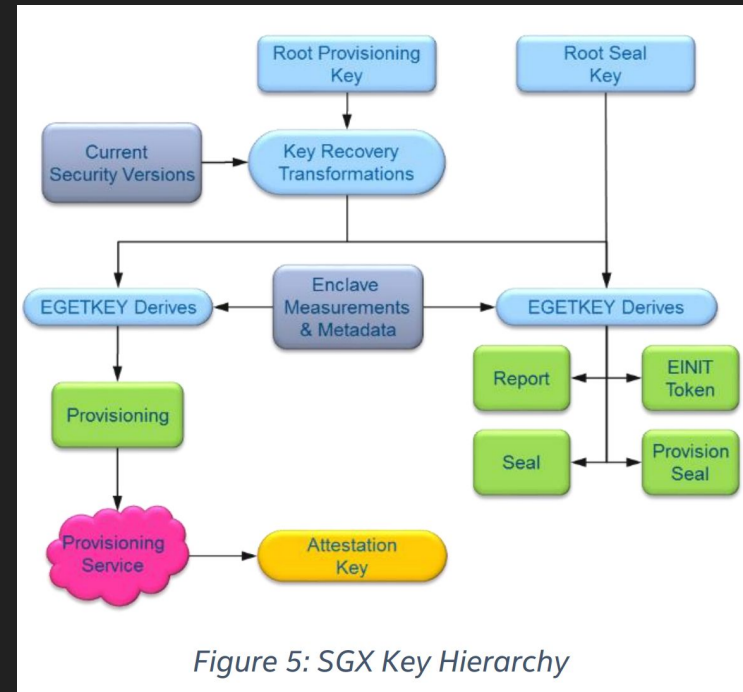 Root Provisioning
Key
Root Seal
Key
Current
Security Versions
Key Recovery
Transformations
EGETKEY Derives
Enclave
Measurements
& Metadata
EGETKEY Derives
Report
EINIT
Token
Provisioning
Seal
Provision
Seal
Provisioning
Service
Attestation
Key
Figure 5: SGX Key Hierarchy